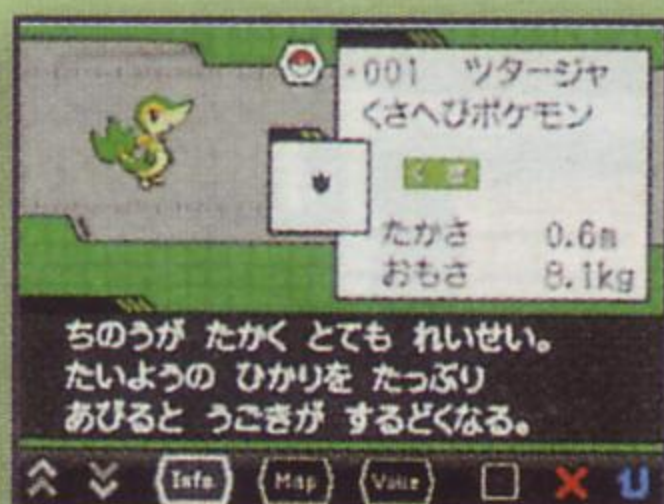 ・001 ツタージャ
くさへびポケモン
くさ
たかさ 0.6m
おもさ 8.1kg
ちのうが たかく とても れいせい。
たいようの ひかりを たっぷり
あびると うごきが するどくなる。
Info Map Voice